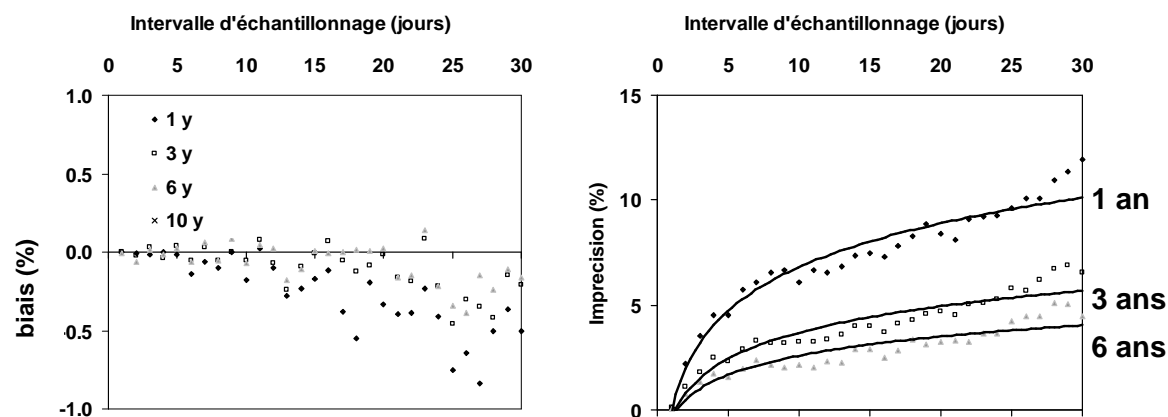 Intervalle d'échantillonnage (jours)
0 5 10 15 20 25 30
1.0
0.5
0.0
-0.5
-1.0
biais (%)
1 y
3 y
6 y
10 y
Intervalle d'échantillonnage (jours)
0 5 10 15 20 25 30
15
10
5
0
Imprecision (%)
1 an
3 ans
6 ans